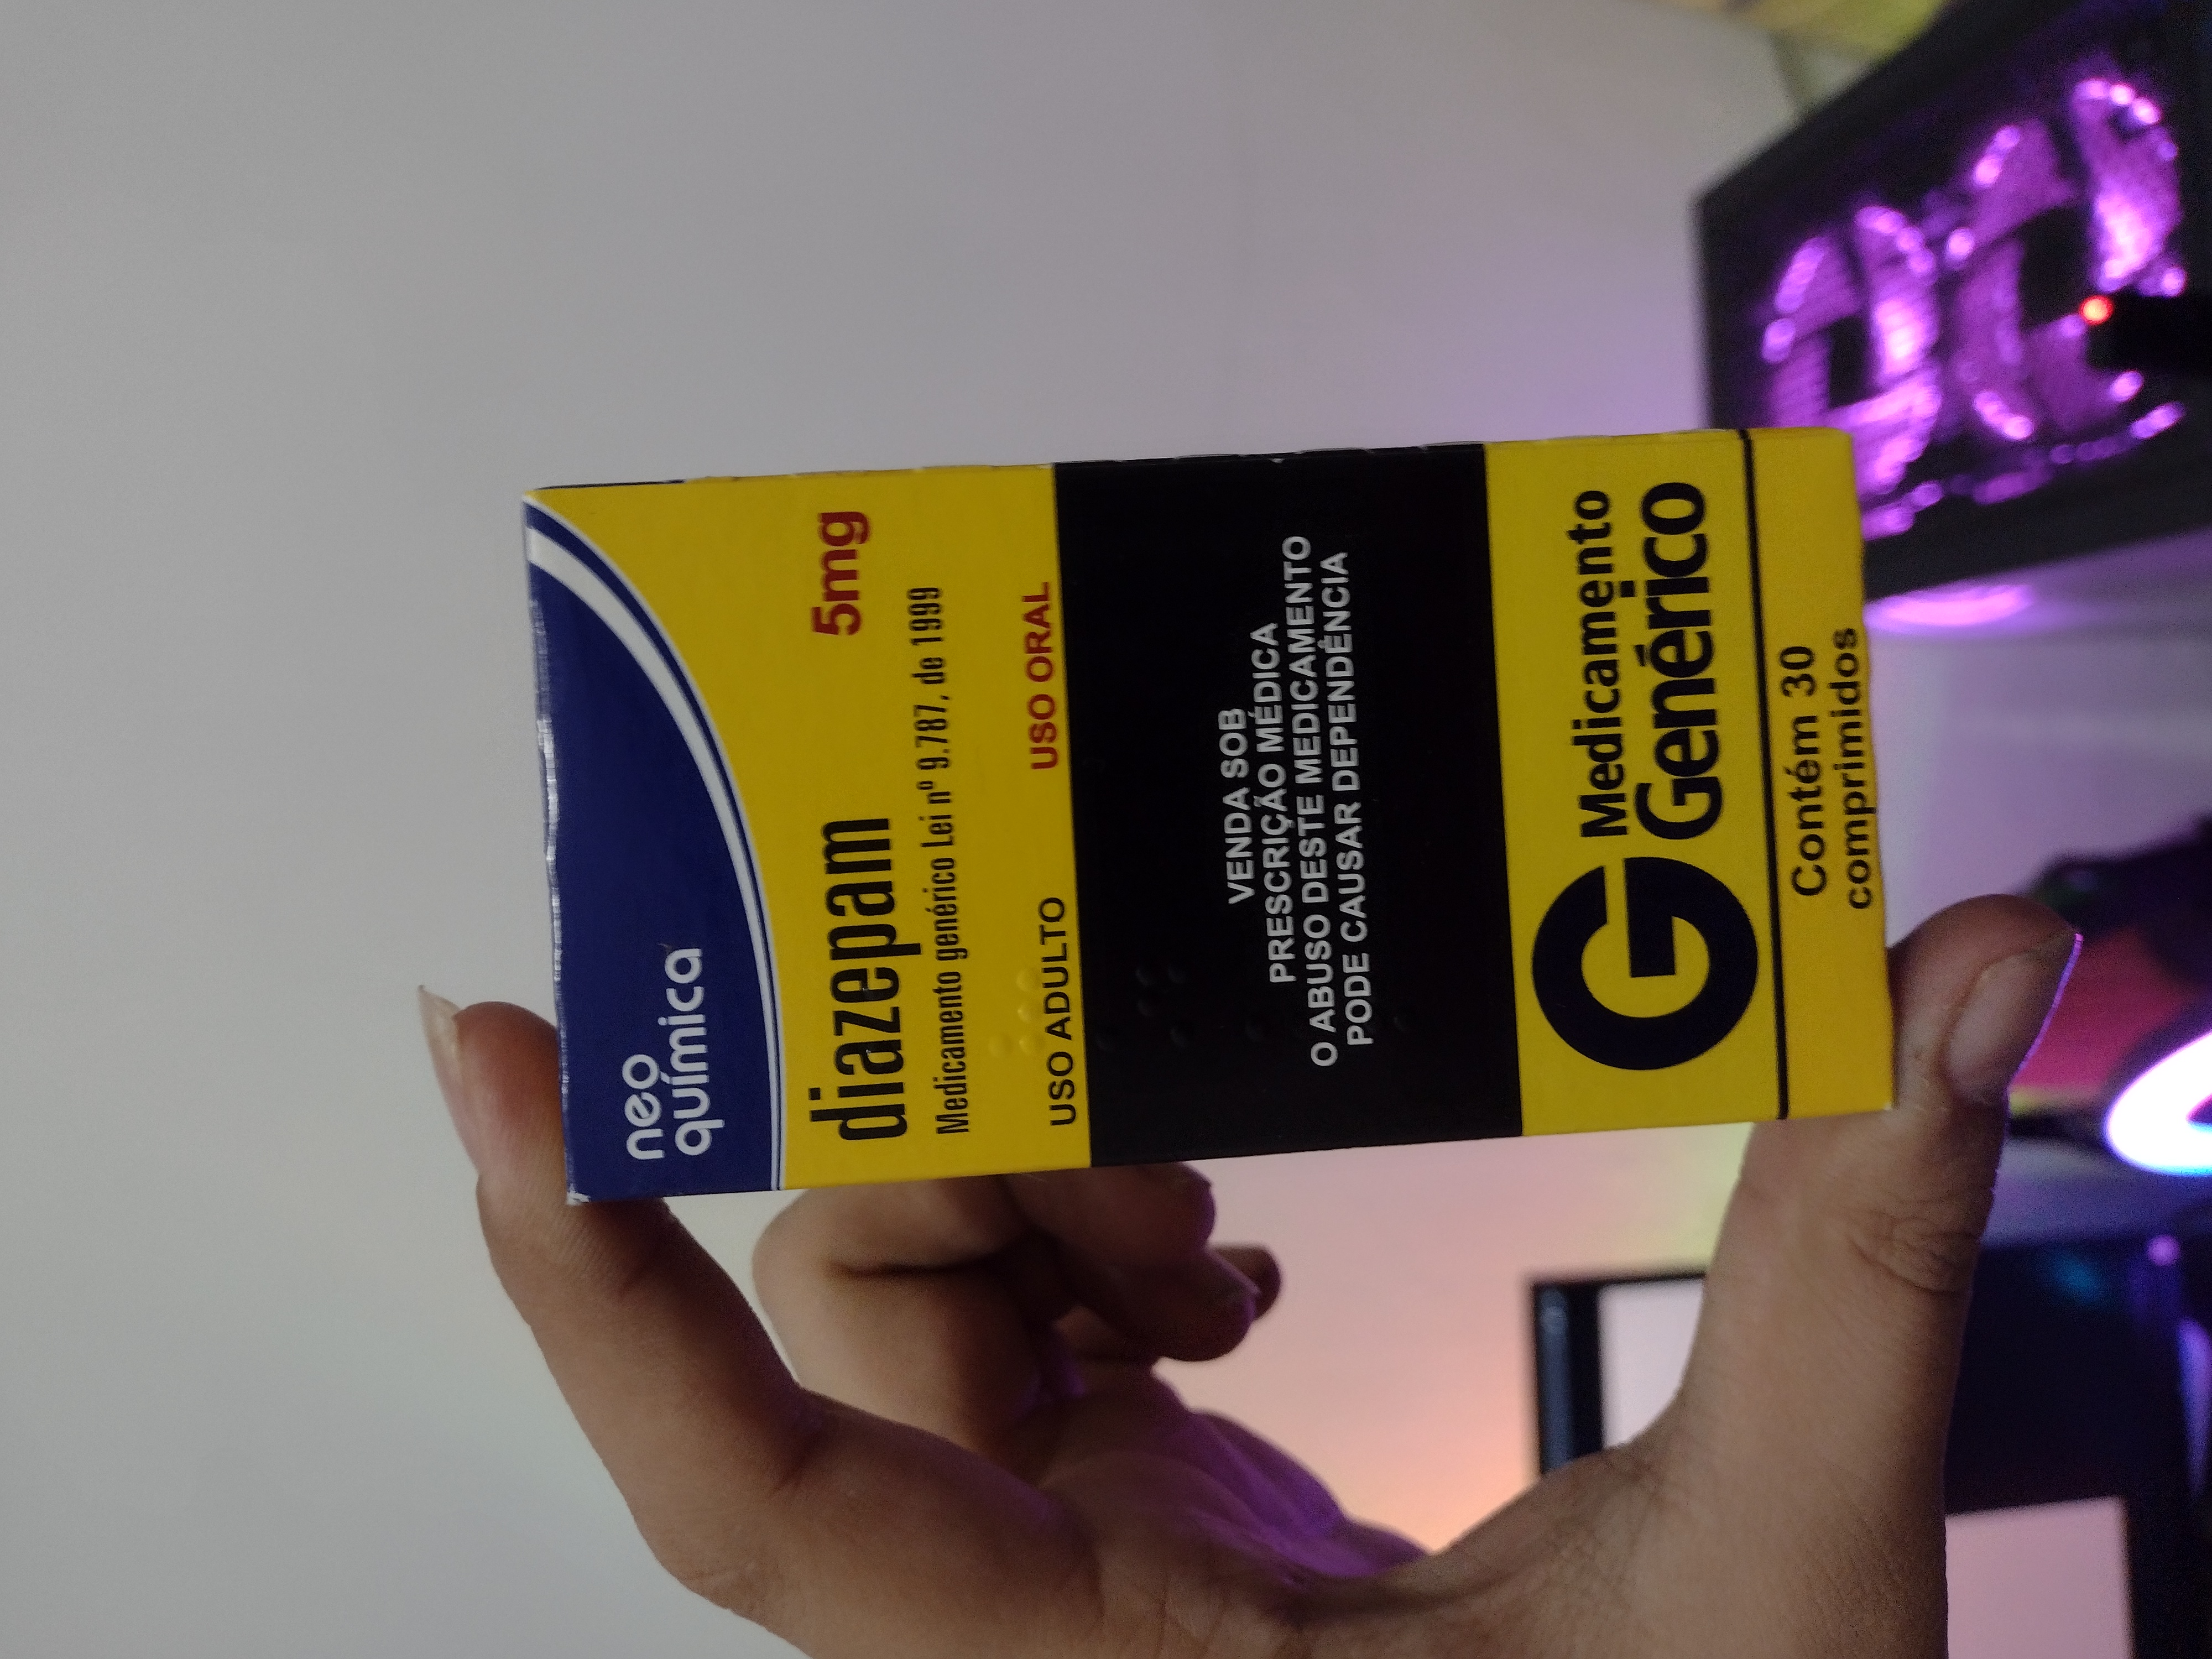 neo
química
diazepam 5mg
Medicamento genérico Lei nº 9.787, de 1999
USO ADULTO USO ORAL
VENDA SOB
PRESCRIÇÃO MÉDICA
O ABUSO DESTE MEDICAMENTO
PODE CAUSAR DEPENDÊNCIA
G Medicamento
Genérico
Contém 30
comprimidos